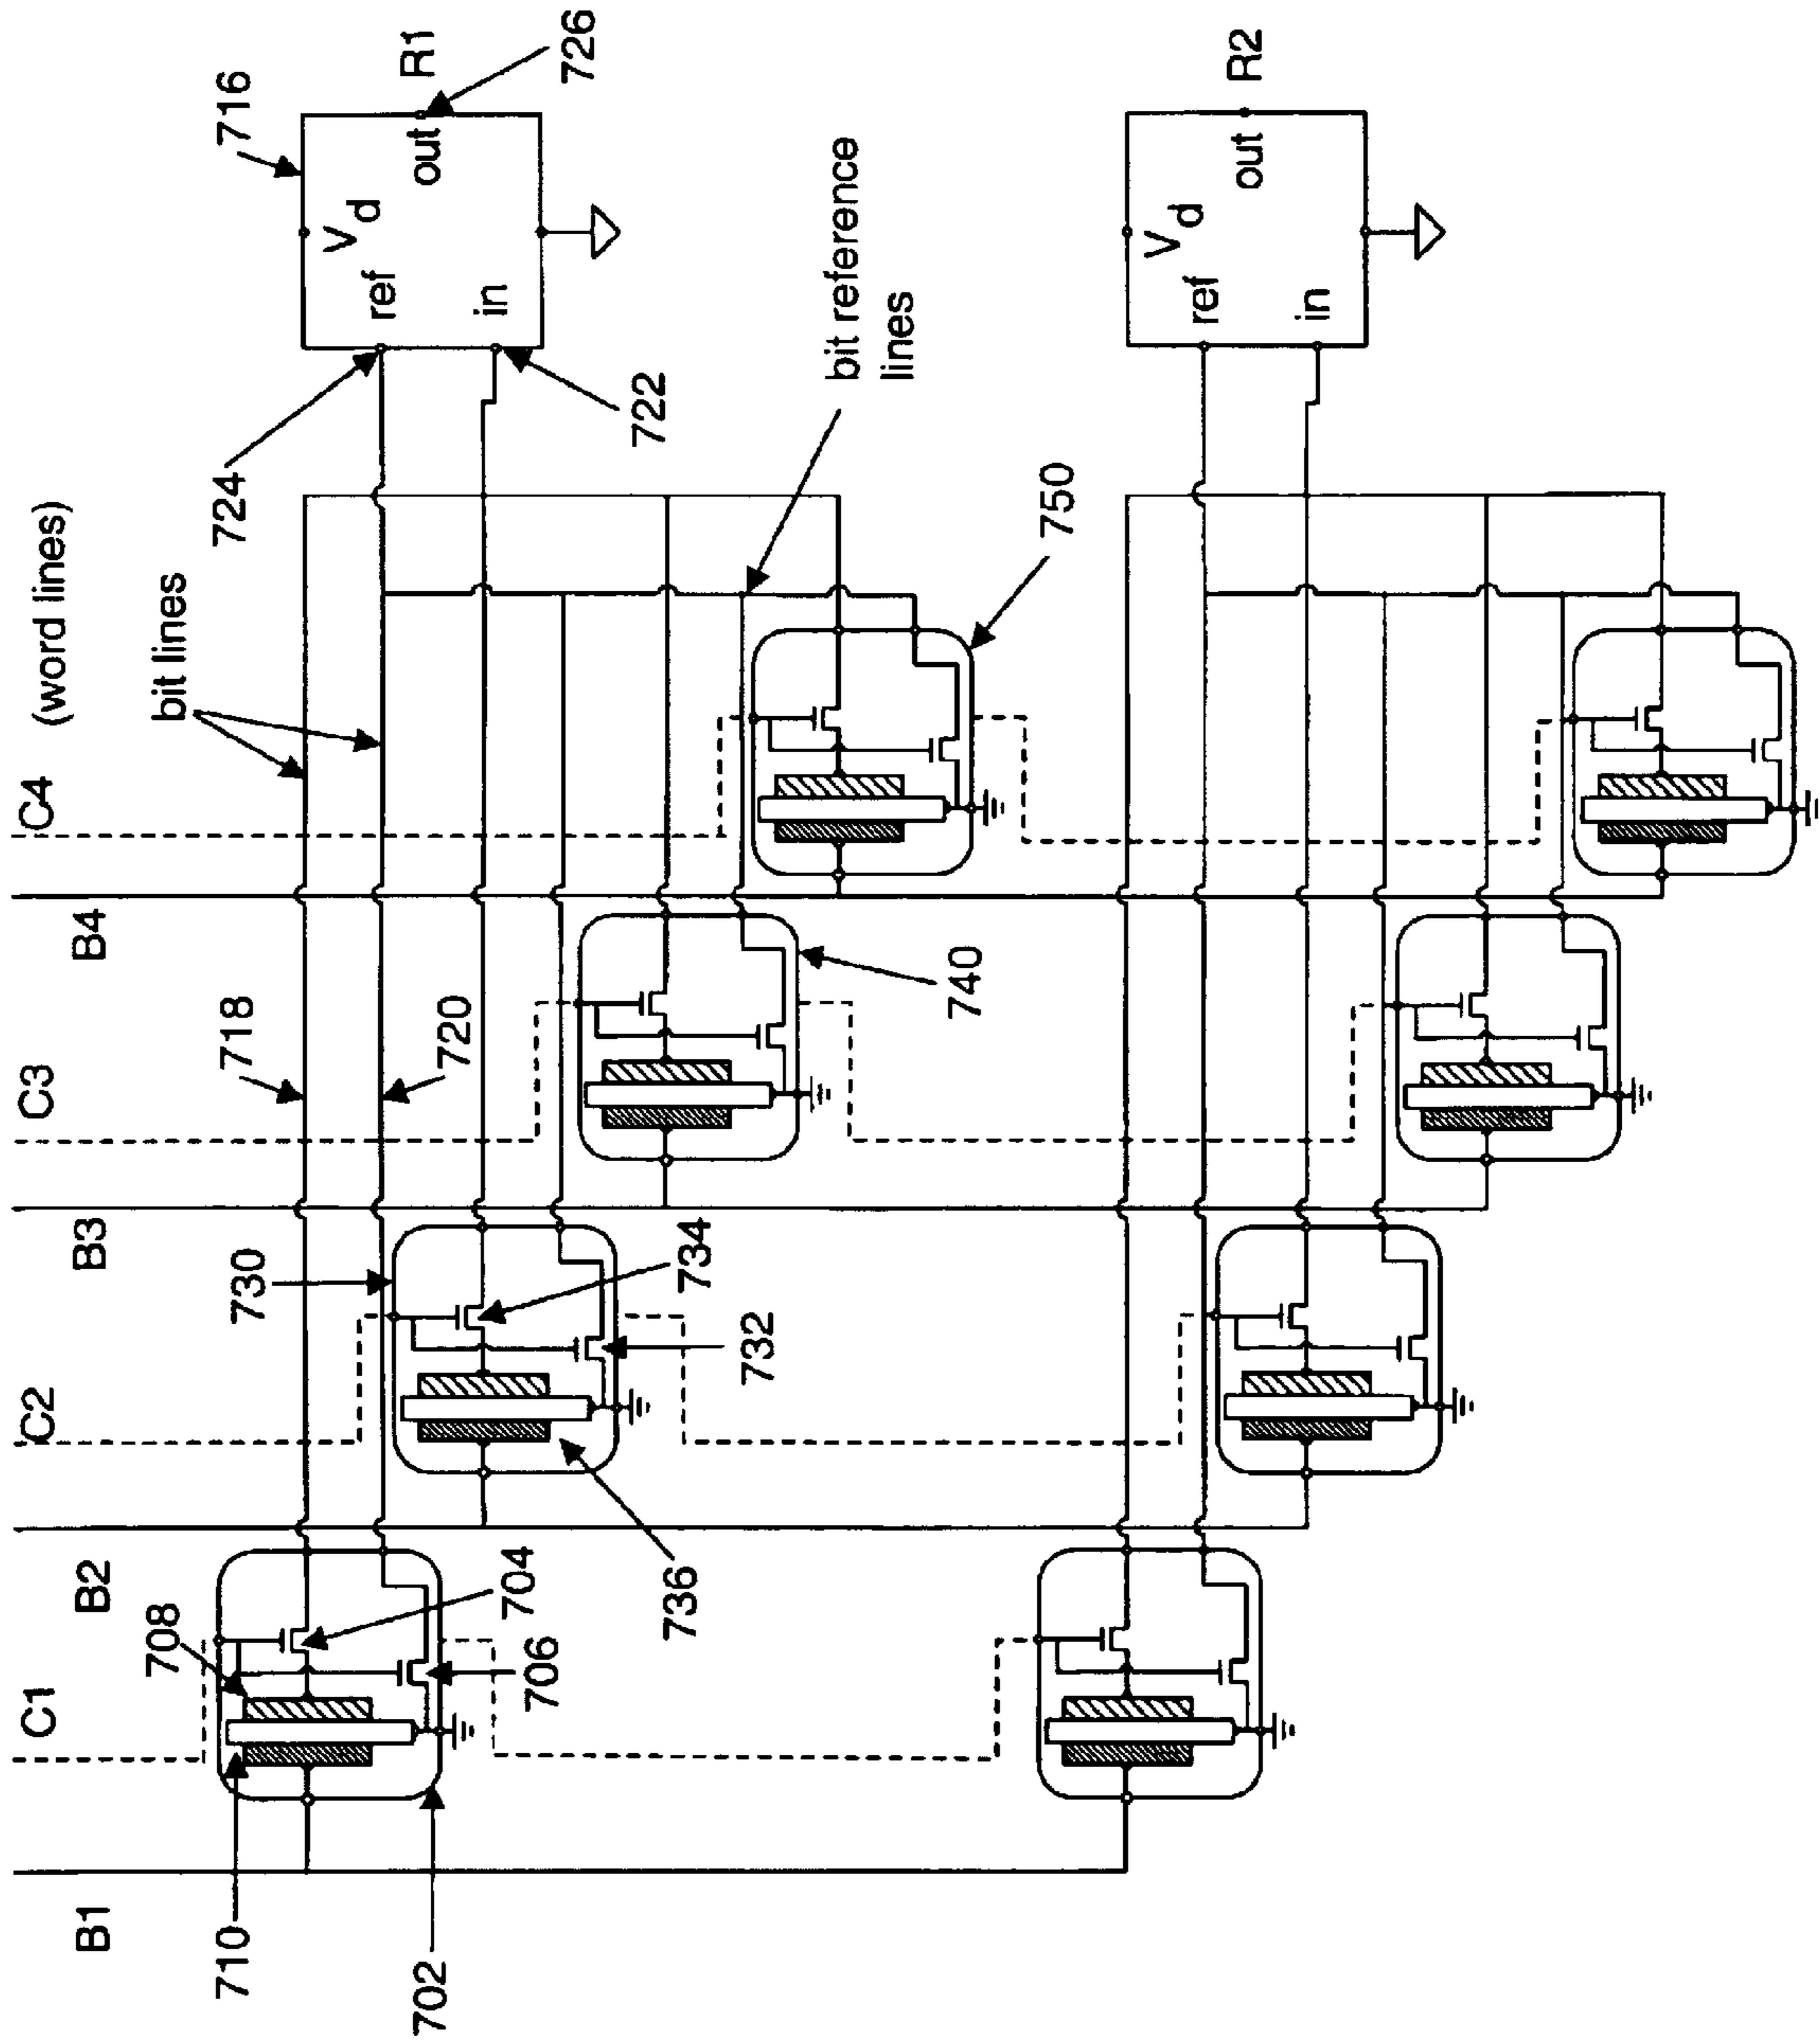 C1
C2
C3
C4
(word lines)
B1
B2
B3
B4
708
710
702
704
706
730
734
732
736
718
720
740
bit lines
724
722
750
bit reference
lines
716
V
d
ref
in
out
R1
726
V
d
ref
in
out
R2